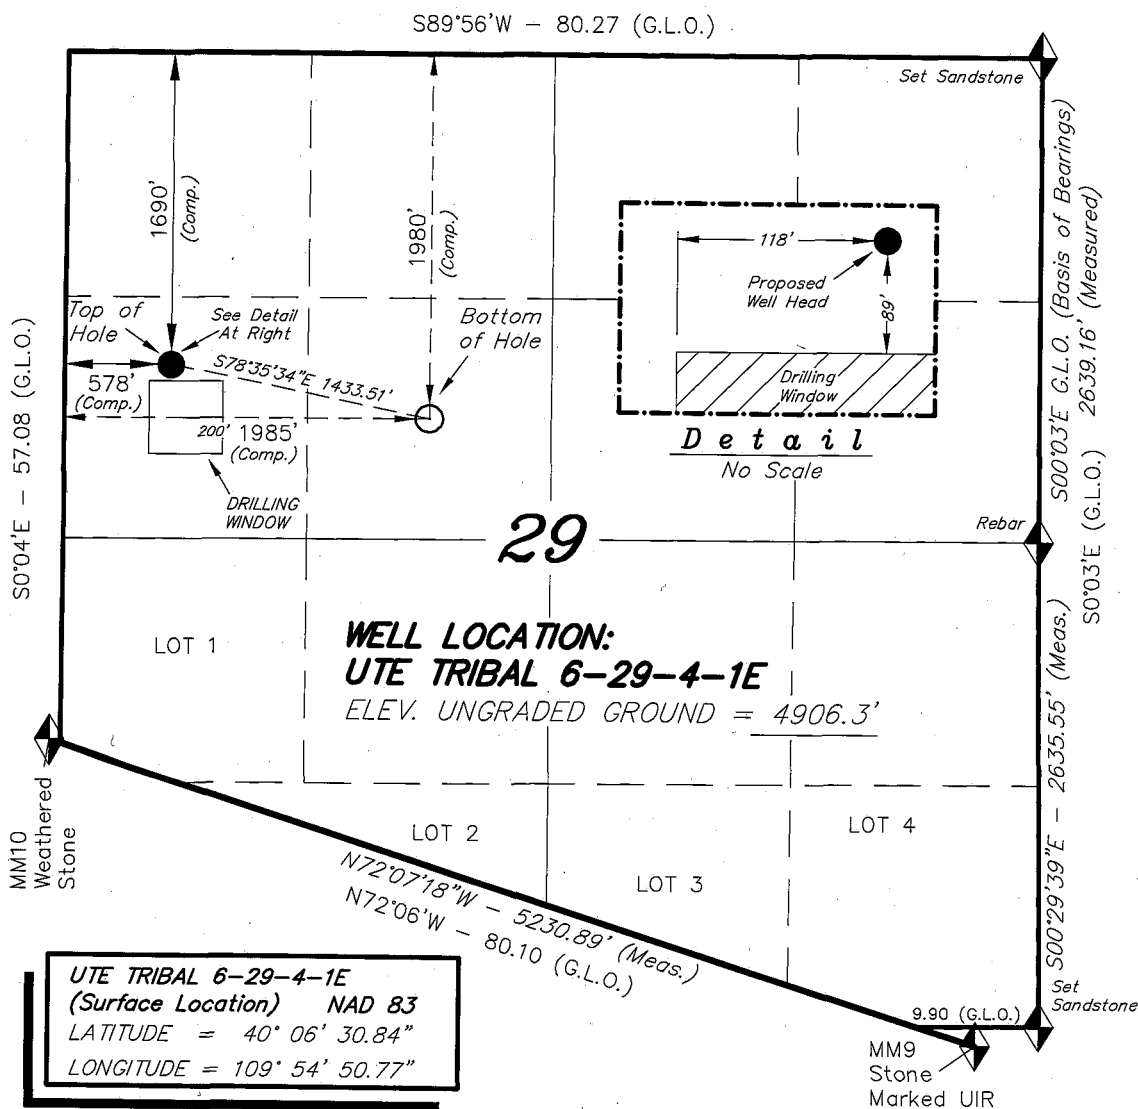 S89°56'W - 80.27 (G.L.O.)
Set Sandstone
1690'
(Comp.)
1980'
(Comp.)
S00°03'E G.L.O. (Basis of Bearings)
2639.16' (Measured)
S0°03'E (G.L.O.)
118'
Proposed
Well Head
89'
Drilling
Window
Detail
No Scale
Top of
Hole
See Detail
At Right
Bottom
of Hole
S78°35'34"E 1433.51'
578'
(Comp.)
200'
1985'
(Comp.)
DRILLING
WINDOW
S0°04'E - 57.08 (G.L.O.)
29
Rebar
LOT 1
WELL LOCATION:
UTE TRIBAL 6-29-4-1E
ELEV. UNGRADED GROUND = 4906.3'
S00°29'39"E - 2635.55' (Meas.)
MM10
Weathered
Stone
LOT 2
LOT 3
LOT 4
N72°07'18"W - 5230.89' (Meas.)
N72°06'W - 80.10 (G.L.O.)
UTE TRIBAL 6-29-4-1E
(Surface Location) NAD 83
LATITUDE = 40° 06' 30.84"
LONGITUDE = 109° 54' 50.77"
9.90 (G.L.O.)
Set
Sandstone
MM9
Stone
Marked UIR